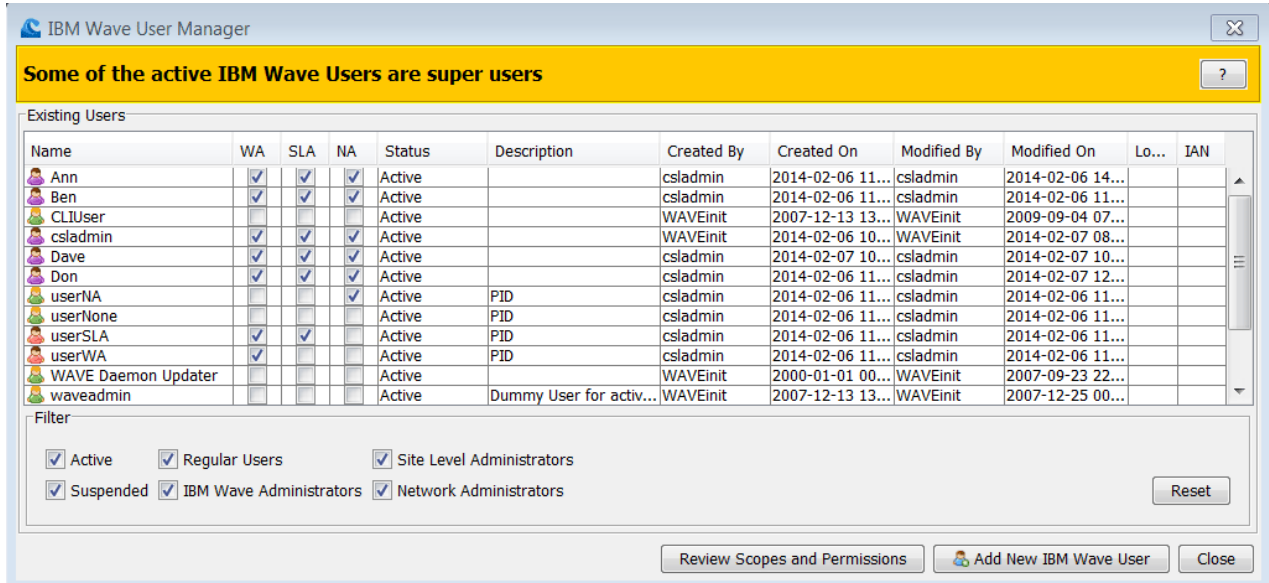 IBM Wave User Manager
Some of the active IBM Wave Users are super users ?
Existing Users
Name WA SLA NA Status Description Created By Created On Modified By Modified On Lo... IAN
Ann Active csladmin 2014-02-06 11... csladmin 2014-02-06 14...
Ben Active csladmin 2014-02-06 11... csladmin 2014-02-06 11...
CLIUser Active WAVEinit 2007-12-13 13... WAVEinit 2009-09-04 07...
csladmin Active WAVEinit 2014-02-06 10... WAVEinit 2014-02-07 08...
Dave Active csladmin 2014-02-07 10... csladmin 2014-02-07 10...
Don Active csladmin 2014-02-06 11... csladmin 2014-02-07 12...
userNA Active PID csladmin 2014-02-06 11... csladmin 2014-02-06 11...
userNone Active PID csladmin 2014-02-06 11... csladmin 2014-02-06 11...
userSLA Active PID csladmin 2014-02-06 11... csladmin 2014-02-06 11...
userWA Active PID csladmin 2014-02-06 11... csladmin 2014-02-06 11...
WAVE Daemon Updater Active WAVEinit 2000-01-01 00... WAVEinit 2007-09-23 22...
waveadmin Active Dummy User for activ... WAVEinit 2007-12-13 13... WAVEinit 2007-12-25 00...
Filter
Active Regular Users Site Level Administrators
Suspended IBM Wave Administrators Network Administrators Reset
Review Scopes and Permissions Add New IBM Wave User Close